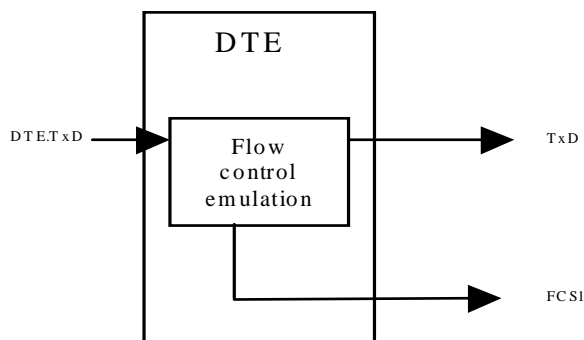 DTE
DTE.TxD
Flow
control
emulation
TxD
FCS1